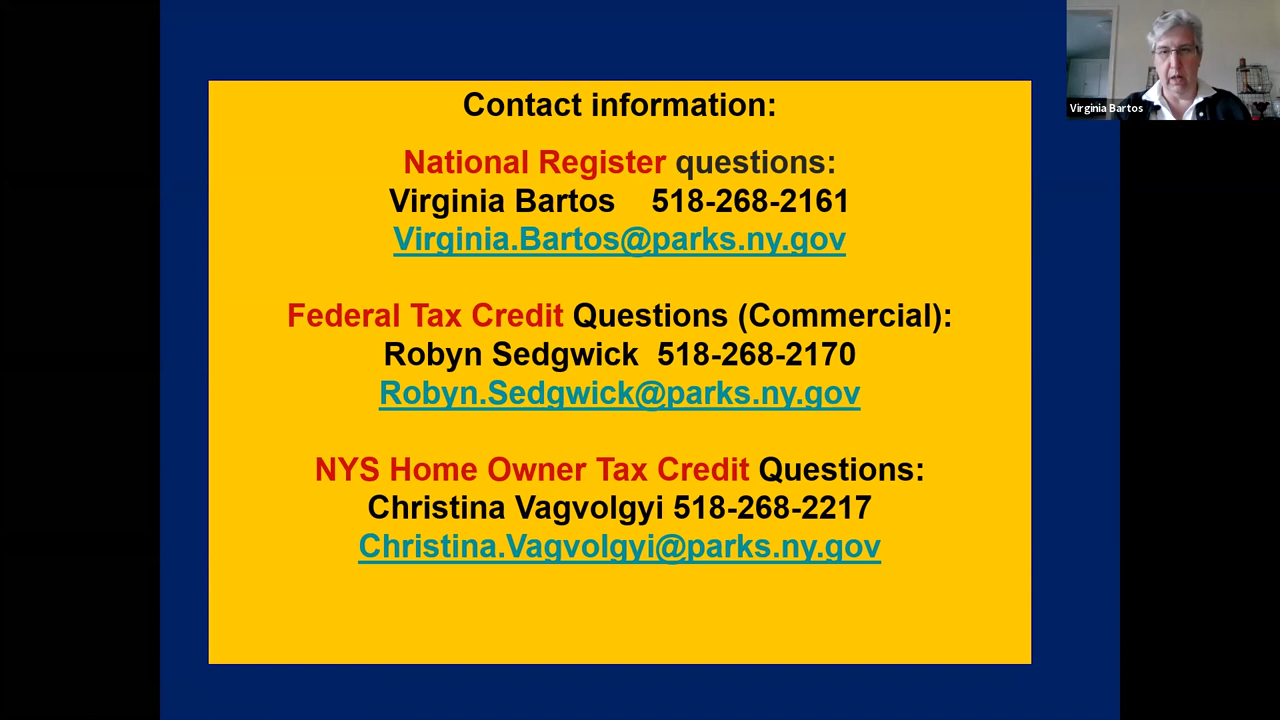 Contact information:
National Register questions:
Virginia Bartos 518-268-2161
Virginia.Bartos@parks.ny.gov
Federal Tax Credit Questions (Commercial):
Robyn Sedgwick 518-268-2170
Robyn.Sedgwick@parks.ny.gov
NYS Home Owner Tax Credit Questions:
Christina Vagvolgyi 518-268-2217
Christina.Vagvolgyi@parks.ny.gov
Virginia Bartos